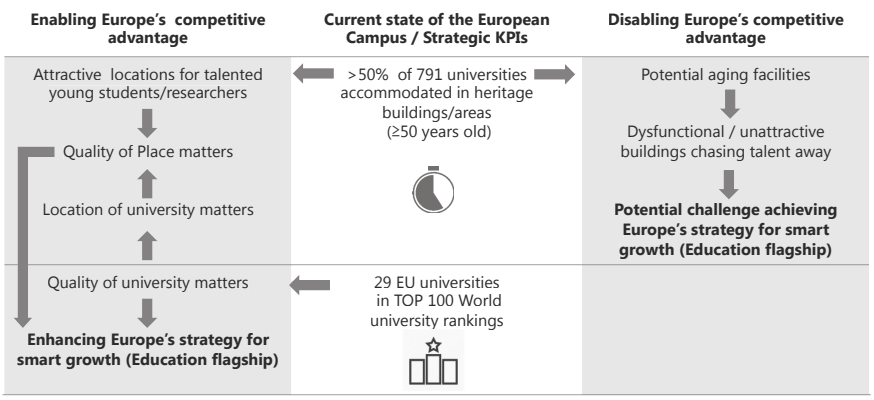 Enabling Europe's competitive
advantage
Current state of the European
Campus / Strategic KPIs
Disabling Europe's competitive
advantage
Attractive locations for talented
young students/researchers
Quality of Place matters
Location of university matters
>50% of 791 universities
accommodated in heritage
buildings/areas
(≥50 years old)
Potential aging facilities
Dysfunctional / unattractive
buildings chasing talent away
Potential challenge achieving
Europe's strategy for smart
growth (Education flagship)
Quality of university matters
Enhancing Europe's strategy for
smart growth (Education flagship)
29 EU universities
in TOP 100 World
university rankings